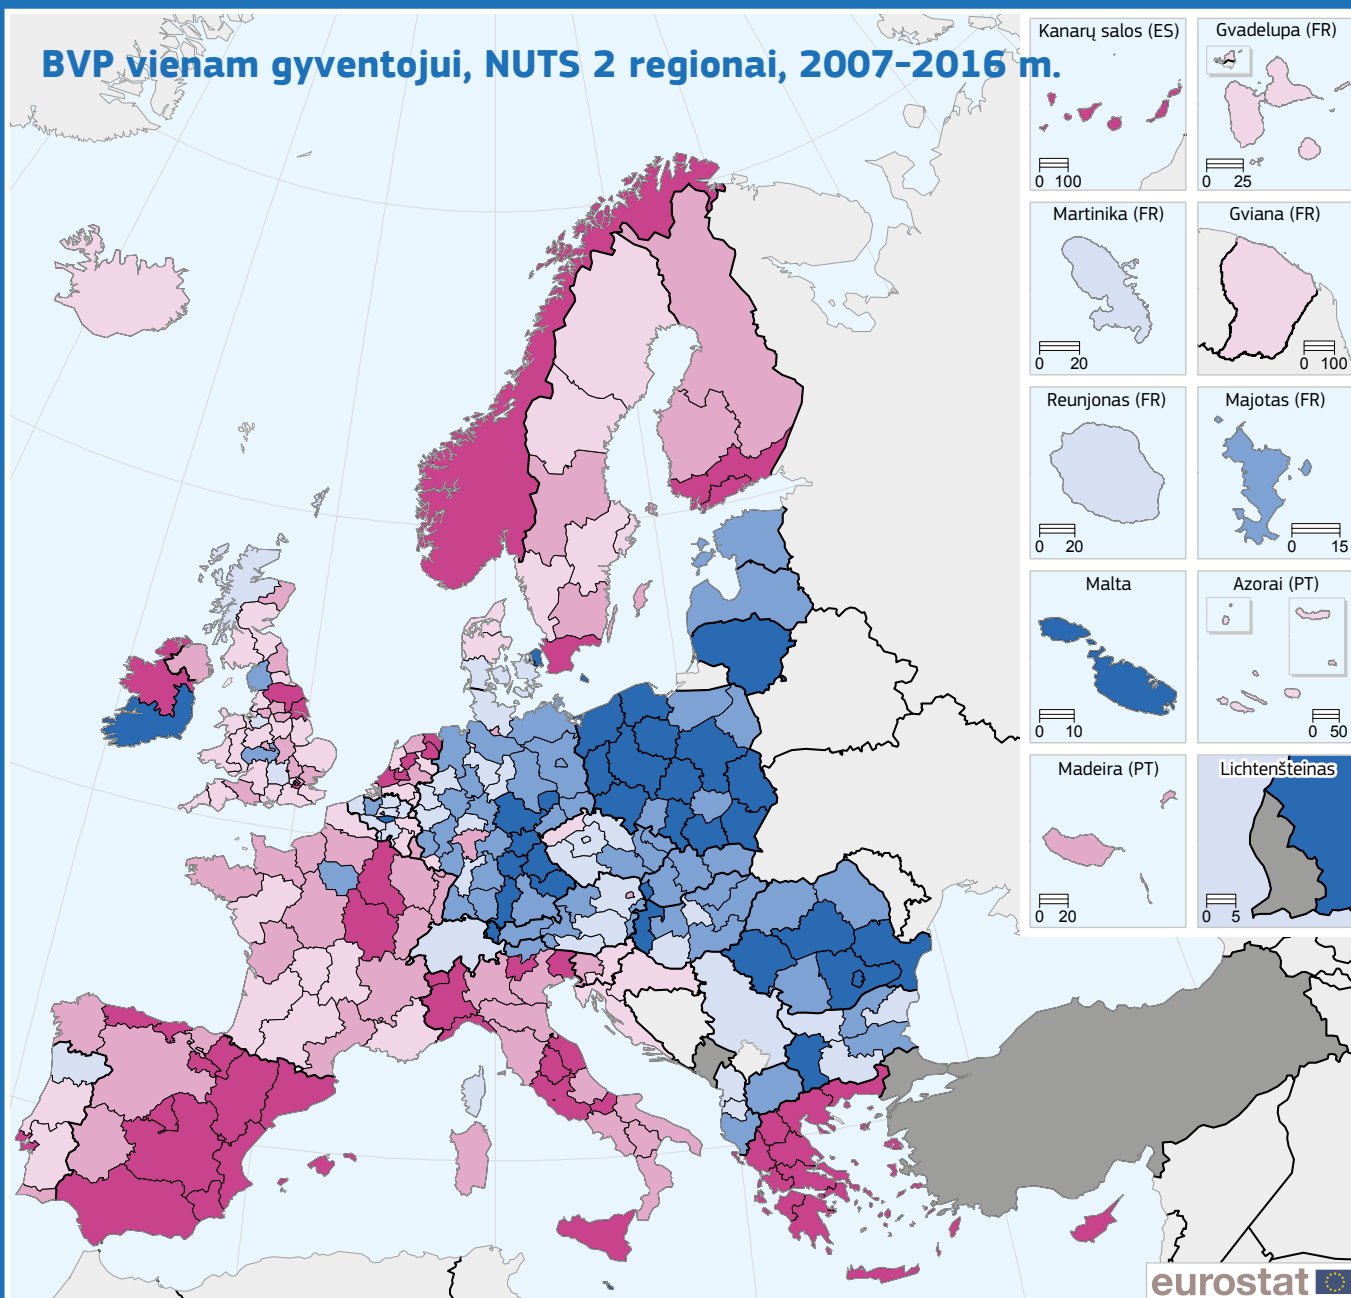 BVP vienam gyventojui, NUTS 2 regionai, 2007–2016 m.
Kanarų salos (ES)
0 100
Gvadelupa (FR)
0 25
Martinika (FR)
0 20
Gviana (FR)
0 100
Reunjonas (FR)
0 20
Majotas (FR)
0 15
Malta
0 10
Azorai (PT)
0 50
Madeira (PT)
0 20
Lichtenšteinas
0 5
eurostat